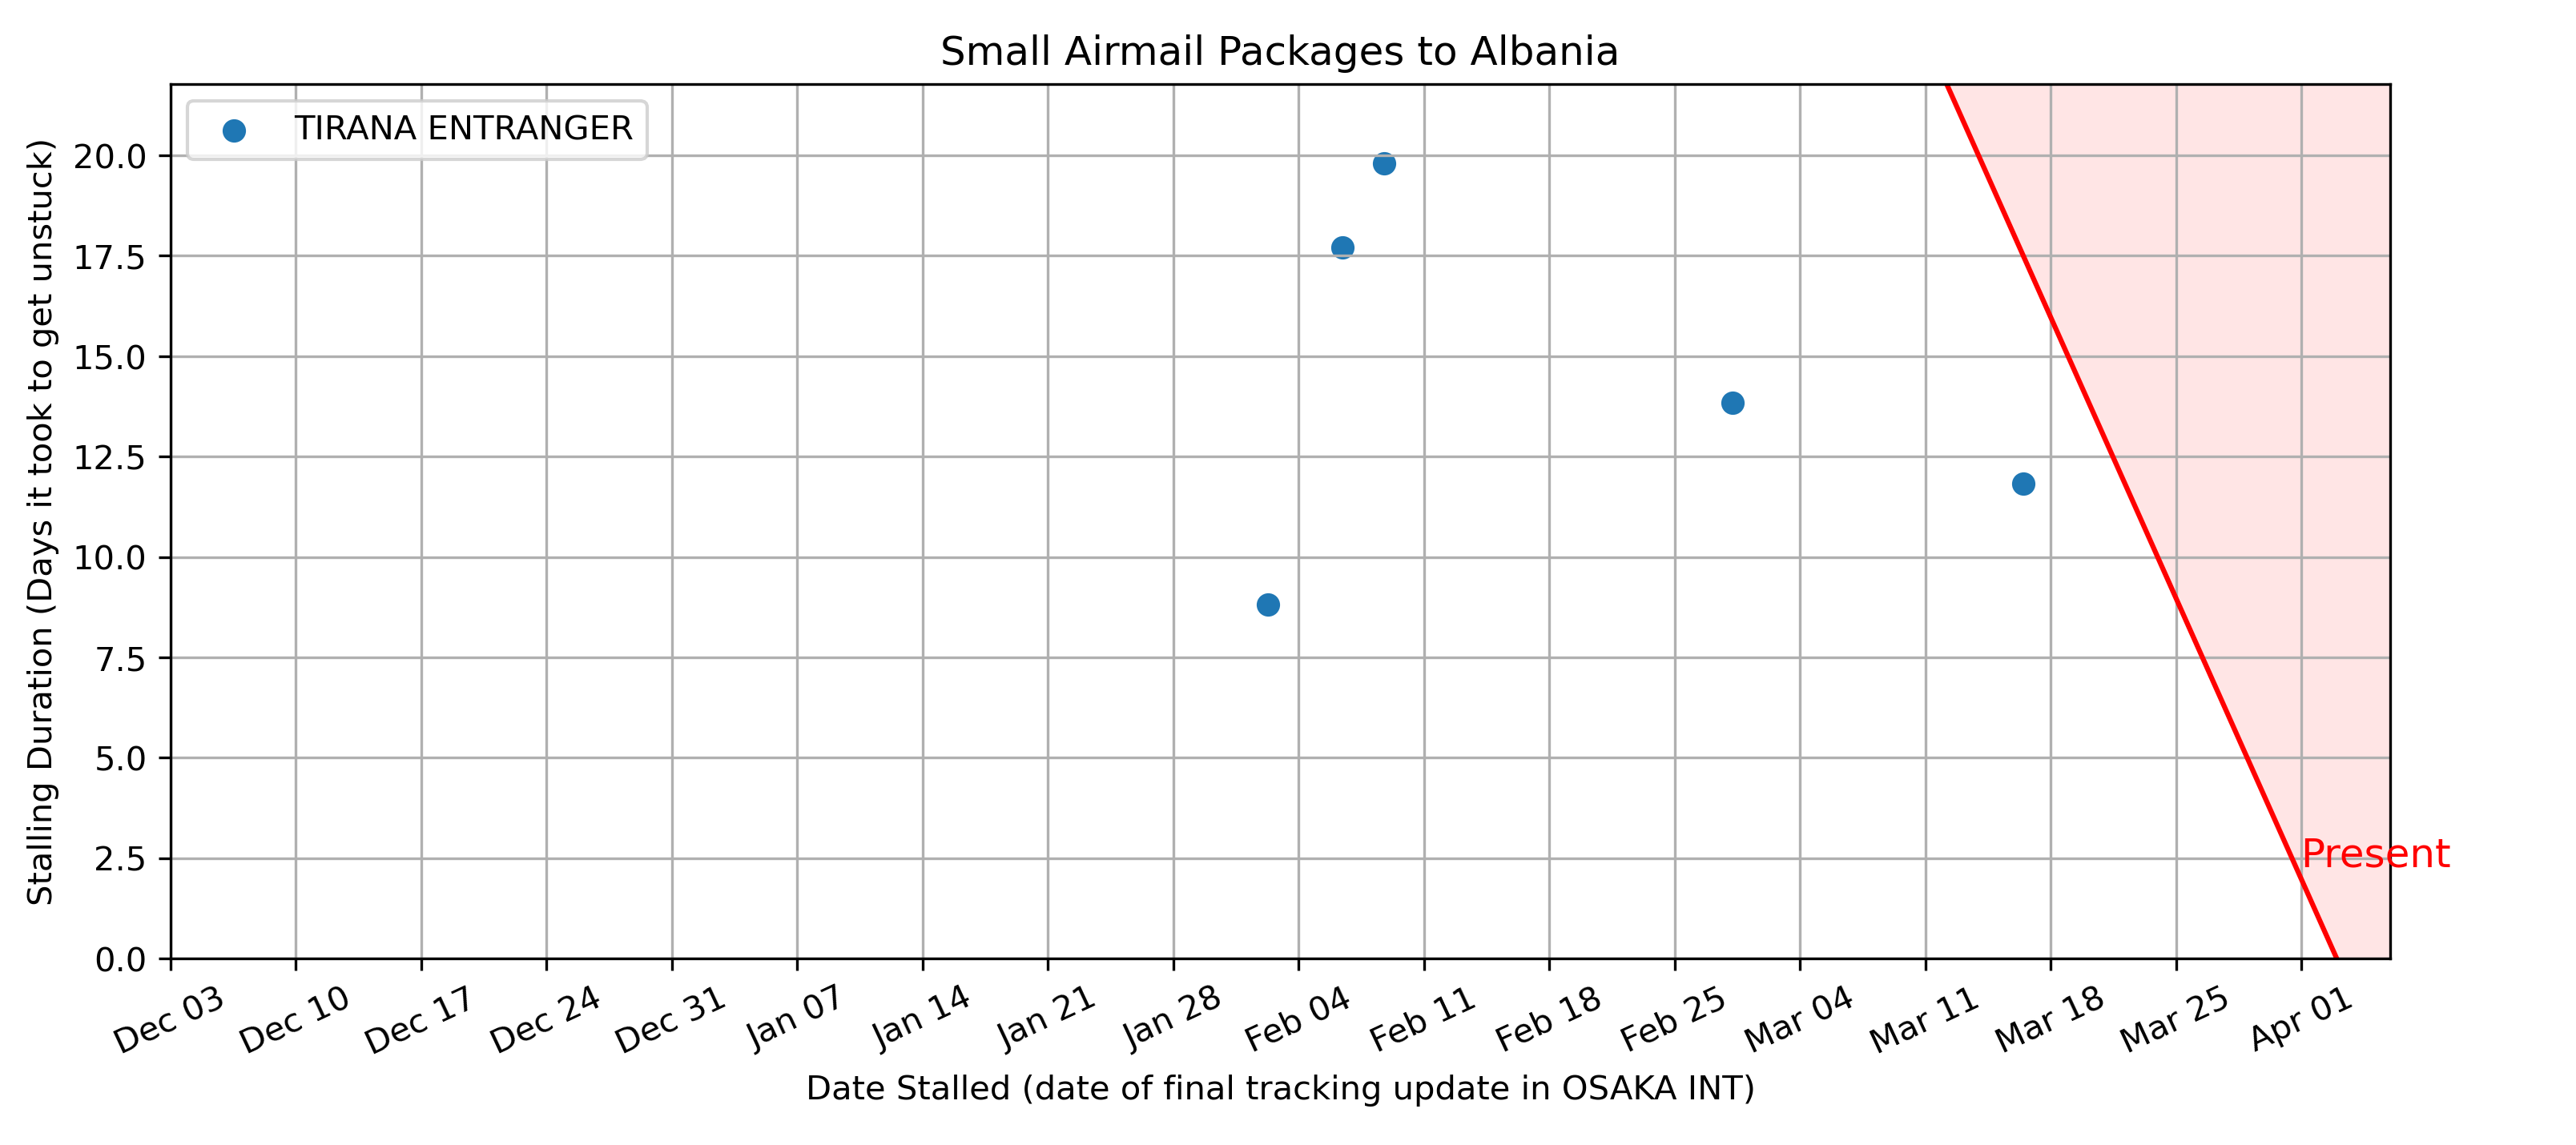 Small Airmail Packages to Albania
TIRANA ENTRANGER
Stalling Duration (Days it took to get unstuck)
20.0
17.5
15.0
12.5
10.0
7.5
5.0
2.5
0.0
Present
Dec 03 Dec 10 Dec 17 Dec 24 Dec 31 Jan 07 Jan 14 Jan 21 Jan 28 Feb 04 Feb 11 Feb 18 Feb 25 Mar 04 Mar 11 Mar 18 Mar 25 Apr 01
Date Stalled (date of final tracking update in OSAKA INT)